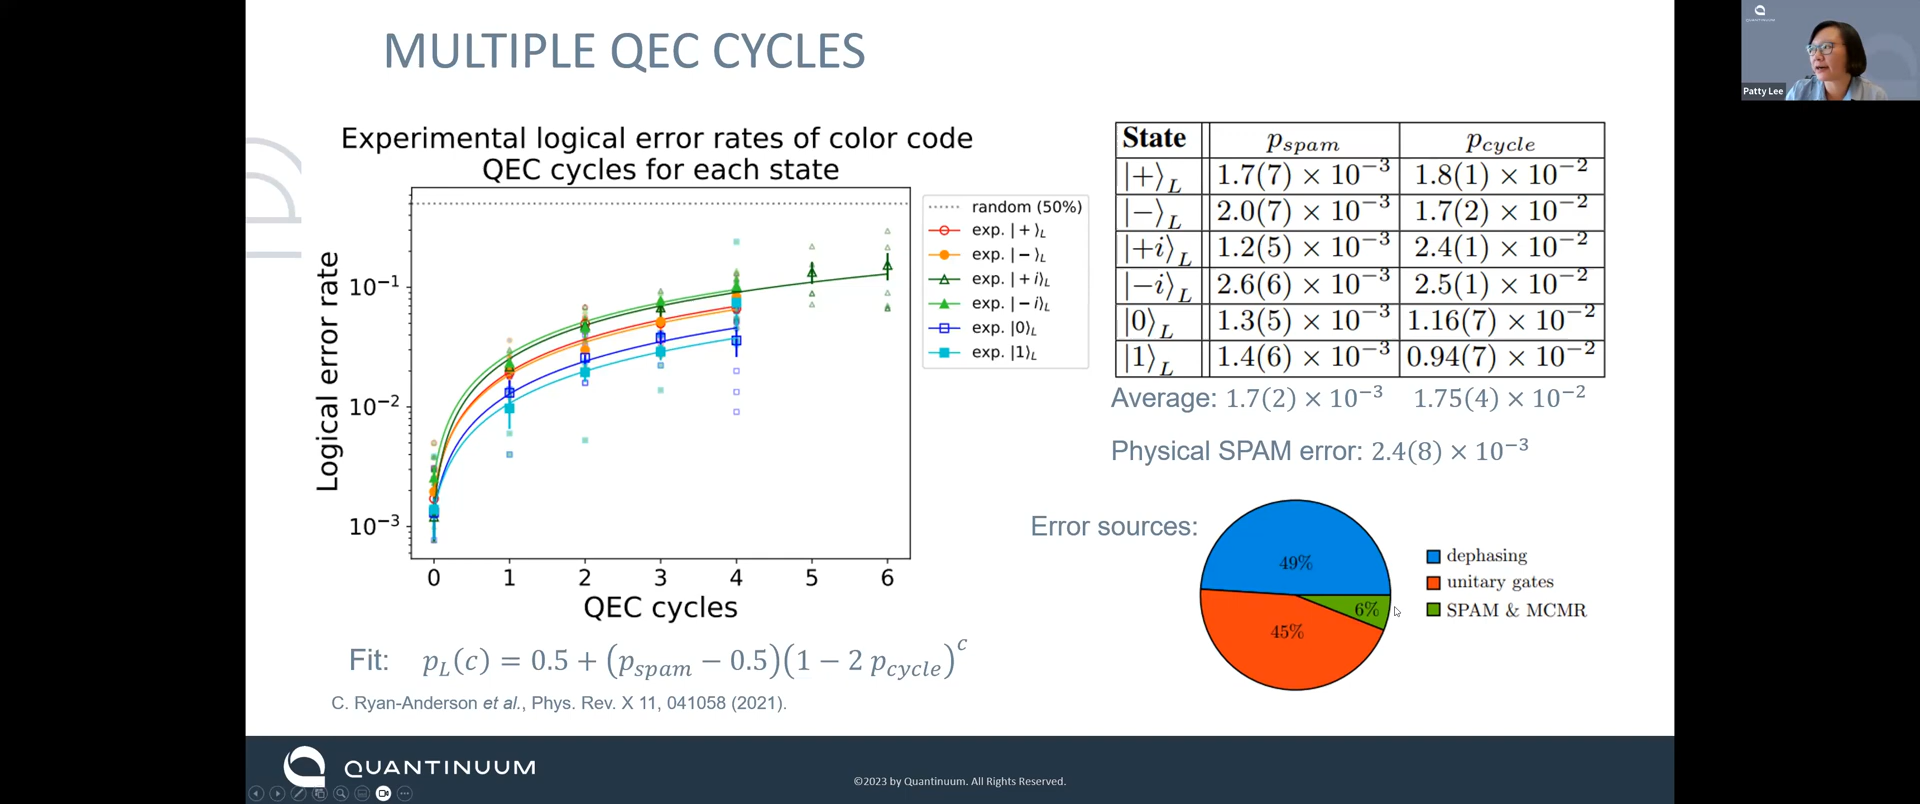 MULTIPLE QEC CYCLES
QUANTINUUM
Patty Lee
Experimental logical error rates of color code
QEC cycles for each state
Logical error rate
10⁻¹
10⁻²
10⁻³
0 1 2 3 4 5 6
QEC cycles
random (50%)
exp. |+⟩_L
exp. |−⟩_L
exp. |+i⟩_L
exp. |−i⟩_L
exp. |0⟩_L
exp. |1⟩_L
Fit: p_L(c) = 0.5 + (p_spam − 0.5)(1 − 2 p_cycle)^c
C. Ryan-Anderson et al., Phys. Rev. X 11, 041058 (2021).
State p_spam p_cycle
|+⟩_L 1.7(7) × 10⁻³ 1.8(1) × 10⁻²
|−⟩_L 2.0(7) × 10⁻³ 1.7(2) × 10⁻²
|+i⟩_L 1.2(5) × 10⁻³ 2.4(1) × 10⁻²
|−i⟩_L 2.6(6) × 10⁻³ 2.5(1) × 10⁻²
|0⟩_L 1.3(5) × 10⁻³ 1.16(7) × 10⁻²
|1⟩_L 1.4(6) × 10⁻³ 0.94(7) × 10⁻²
Average: 1.7(2) × 10⁻³ 1.75(4) × 10⁻²
Physical SPAM error: 2.4(8) × 10⁻³
Error sources:
49%
6%
45%
dephasing
unitary gates
SPAM & MCMR
QUANTINUUM
©2023 by Quantinuum. All Rights Reserved.